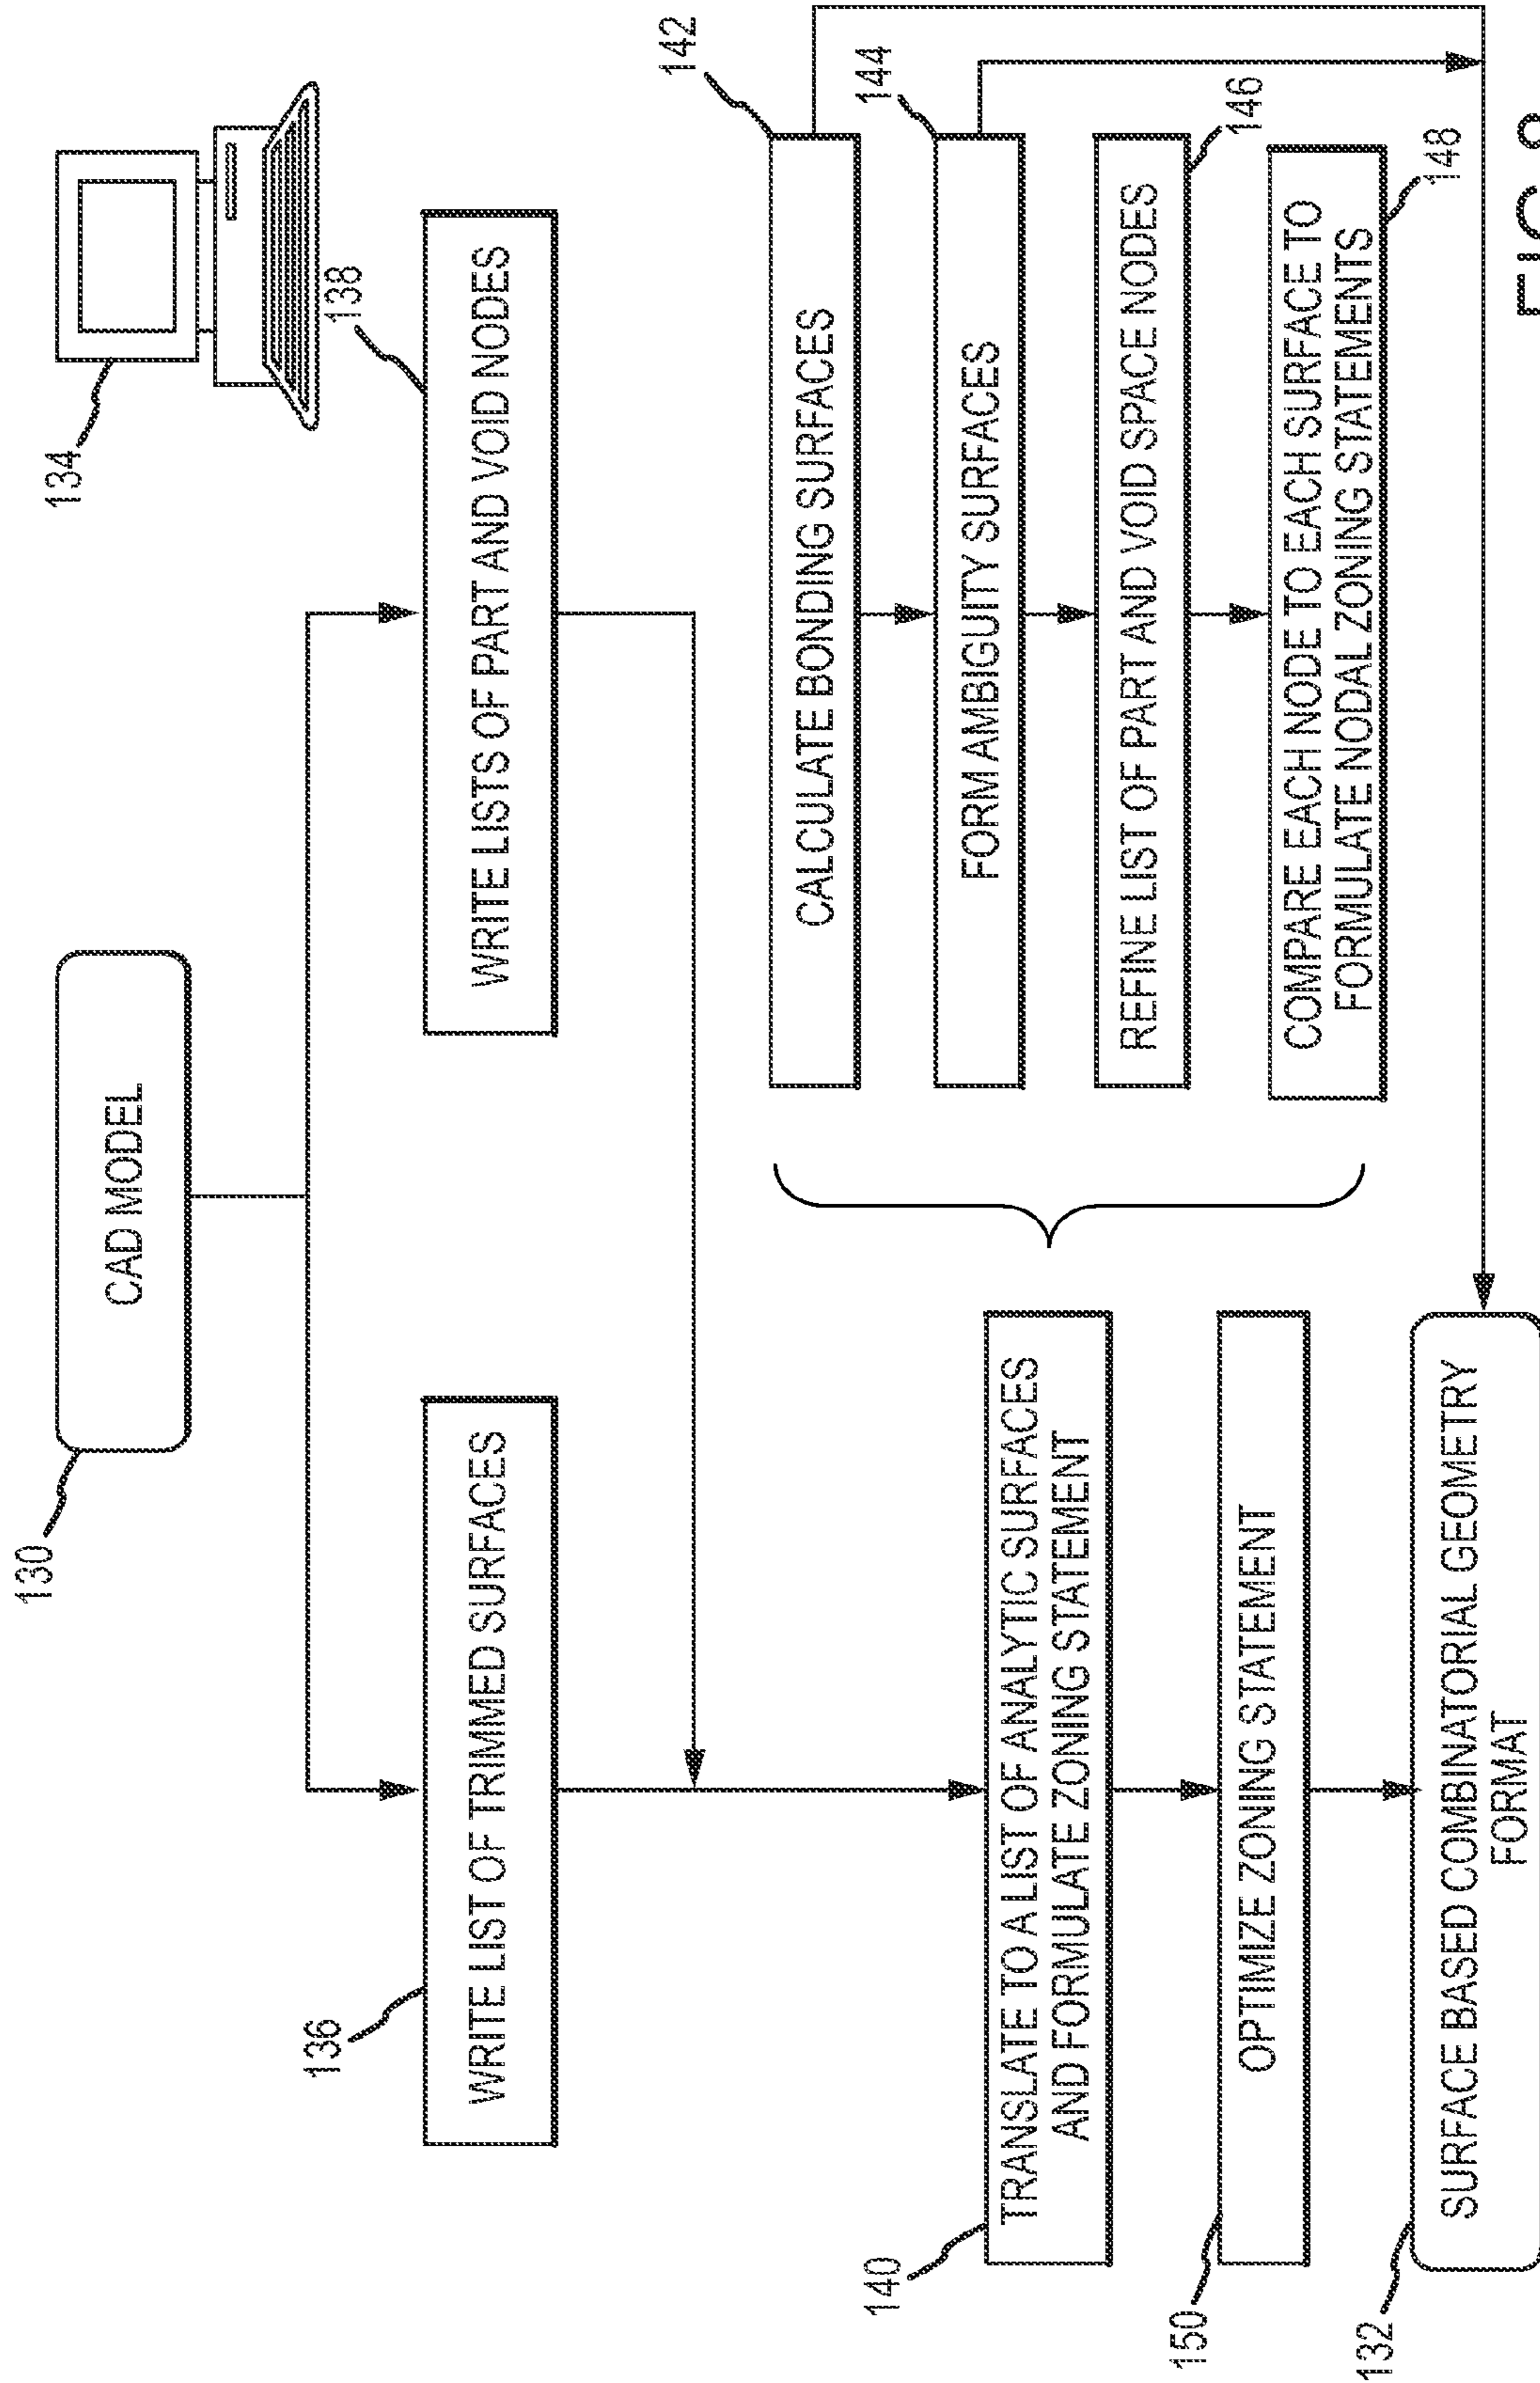 130
CAD MODEL
134
136
WRITE LIST OF TRIMMED SURFACES
138
WRITE LISTS OF PART AND VOID NODES
140
TRANSLATE TO A LIST OF ANALYTIC SURFACES
AND FORMULATE ZONING STATEMENT
150
OPTIMIZE ZONING STATEMENT
132
SURFACE BASED COMBINATORIAL GEOMETRY
FORMAT
142
CALCULATE BONDING SURFACES
144
FORM AMBIGUITY SURFACES
REFINE LIST OF PART AND VOID SPACE NODES
146
COMPARE EACH NODE TO EACH SURFACE TO
FORMULATE NODAL ZONING STATEMENTS
148